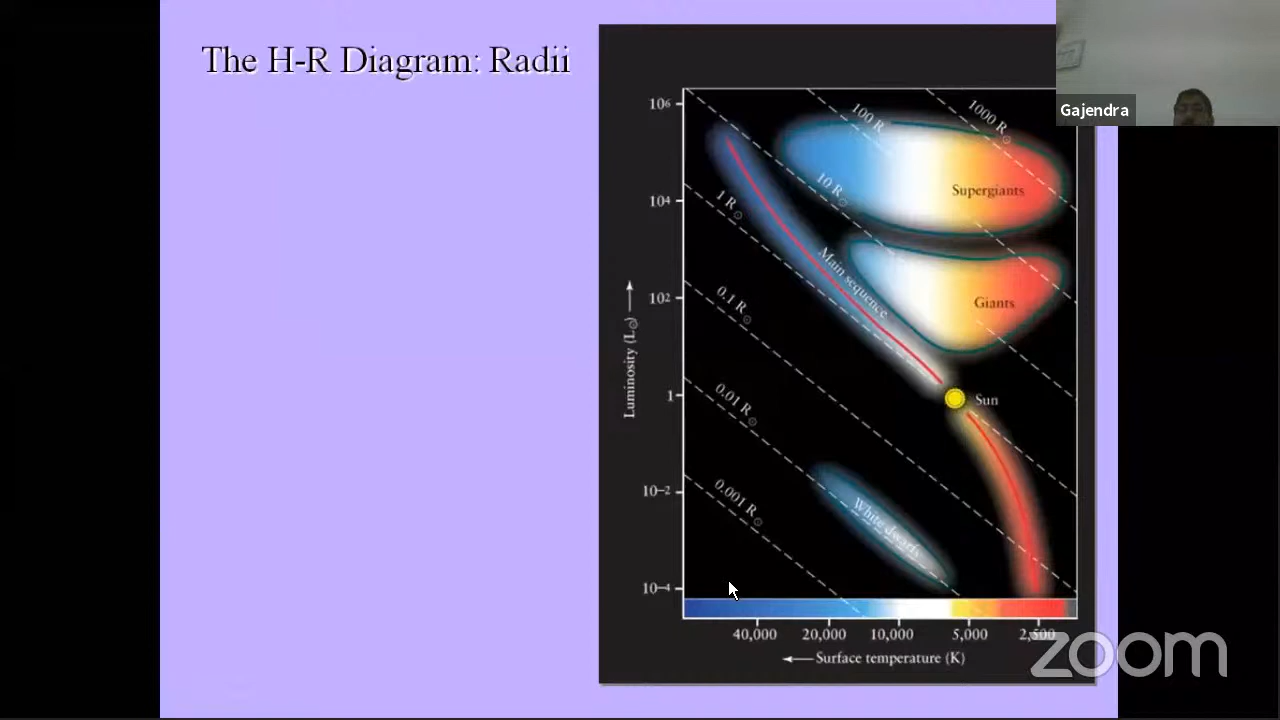 The H-R Diagram: Radii
Gajendra
10⁶
10⁴
10²
1
10⁻²
10⁻⁴
Luminosity (L⊙) →
100 R
1000 R⊙
10 R⊙
1 R⊙
0.1 R⊙
0.01 R⊙
0.001 R⊙
Supergiants
Main sequence
Giants
Sun
White dwarfs
40,000 20,000 10,000 5,000 2,500
← Surface temperature (K)
zoom